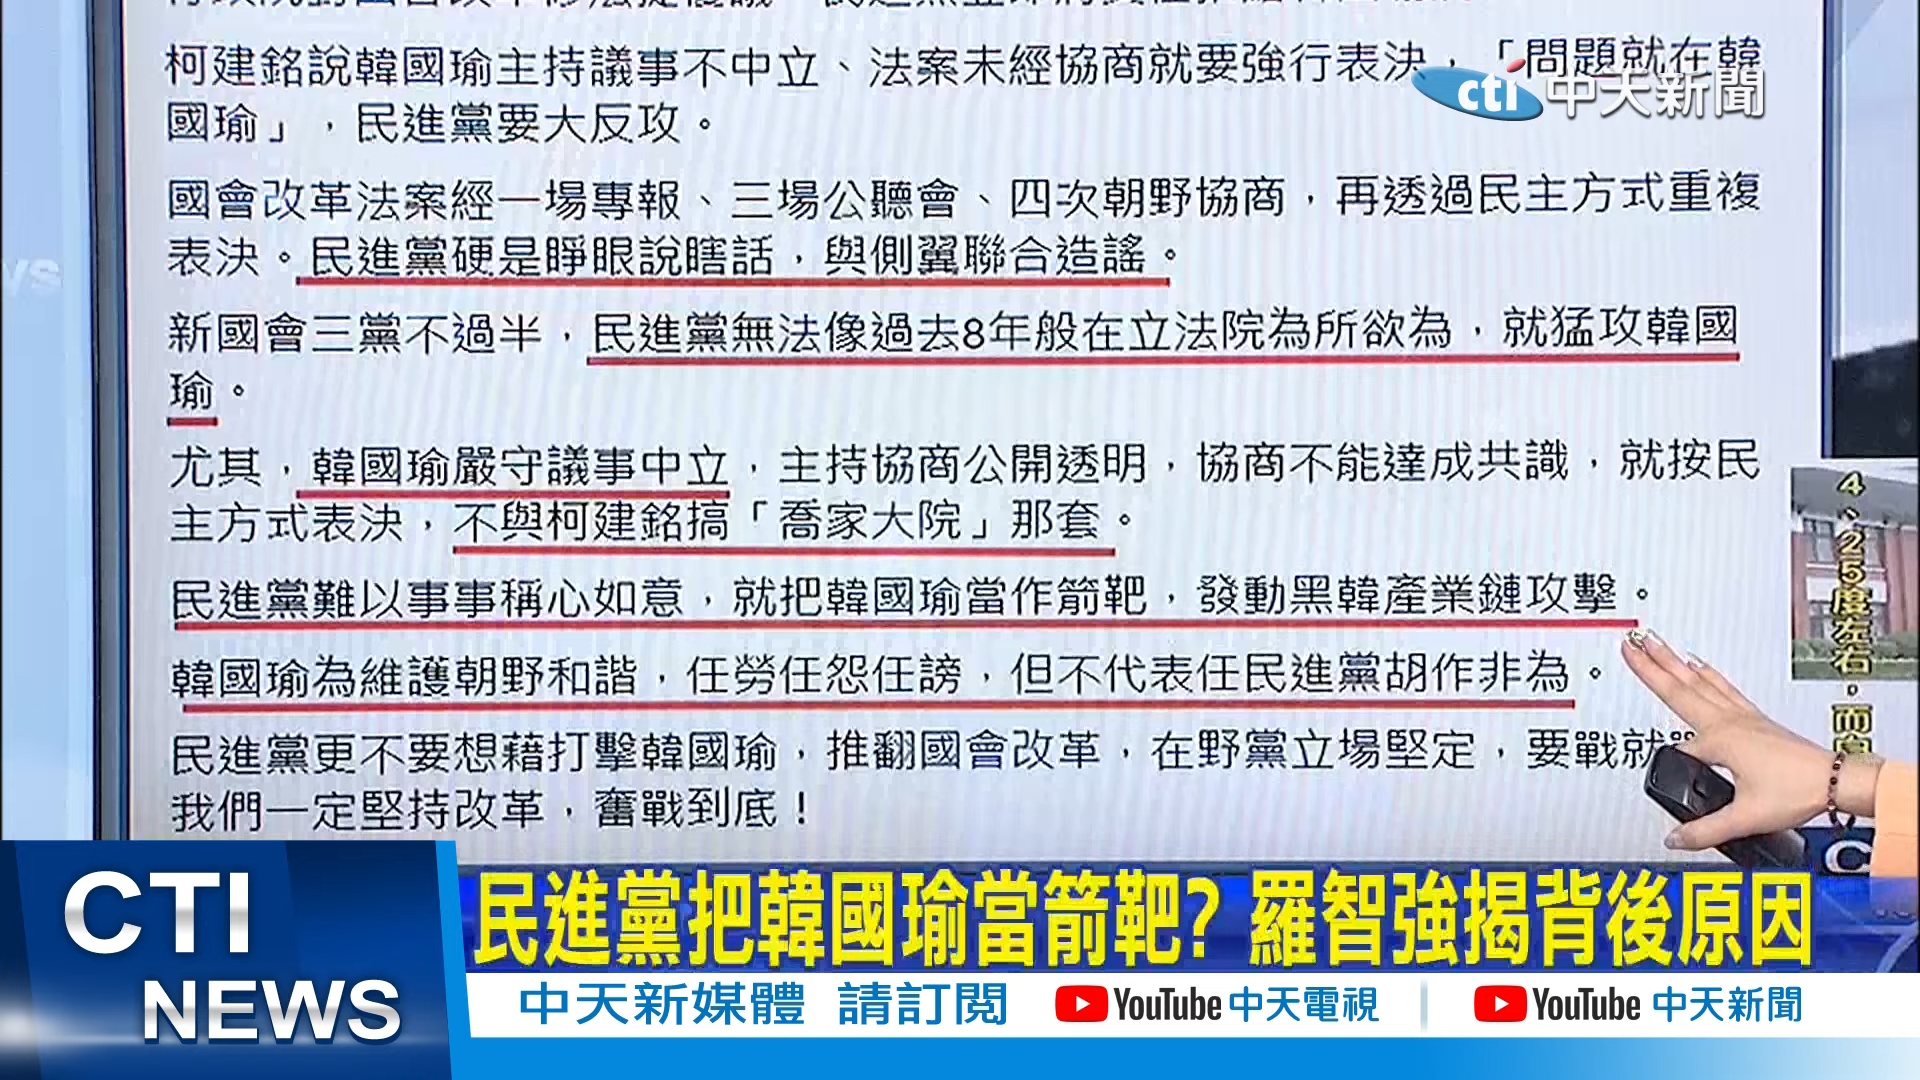 柯建銘說韓國瑜主持議事不中立、法案未經協商就要強行表決,「問題就在韓
國瑜」,民進黨要大反攻。
cti 中天新聞
國會改革法案經一場專報、三場公聽會、四次朝野協商,再透過民主方式重複
表決。民進黨硬是睜眼說瞎話,與側翼聯合造謠。
新國會三黨不過半,民進黨無法像過去8年般在立法院為所欲為,就猛攻韓國
瑜。
尤其,韓國瑜嚴守議事中立,主持協商公開透明,協商不能達成共識,就按民
主方式表決,不與柯建銘搞「喬家大院」那套。
民進黨難以事事稱心如意,就把韓國瑜當作箭靶,發動黑韓產業鏈攻擊。
韓國瑜為維護朝野和諧,任勞任怨任謗,但不代表任民進黨胡作非為。
民進黨更不要想藉打擊韓國瑜,推翻國會改革,在野黨立場堅定,要戰就
我們一定堅持改革,奮戰到底!
4、25度左右,而
CTI
NEWS
民進黨把韓國瑜當箭靶? 羅智強揭背後原因
中天新媒體 請訂閱 YouTube 中天電視 | YouTube 中天新聞